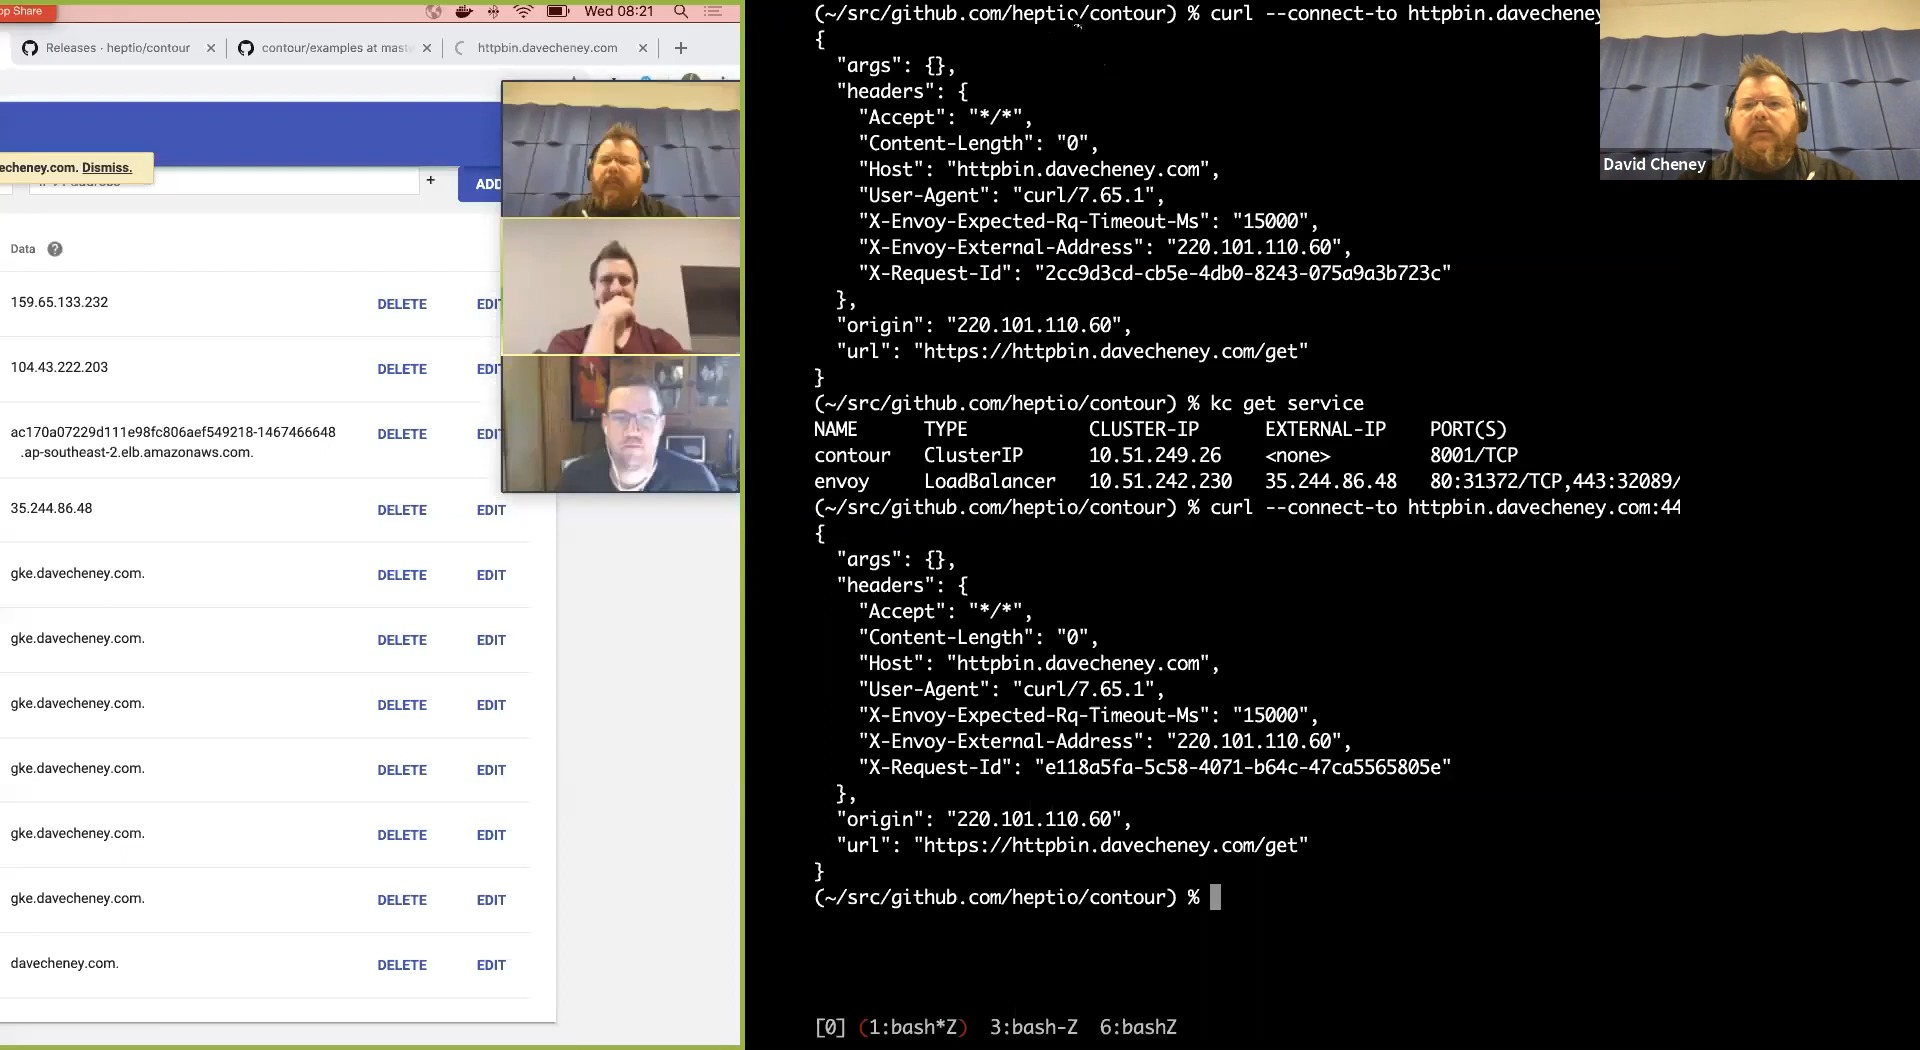 pp Share
Wed 08:21
Releases · heptio/contour
contour/examples at mast
httpbin.davecheney.com
echeney.com. Dismiss.
ADD
Data
159.65.133.232 DELETE EDIT
104.43.222.203 DELETE EDIT
ac170a07229d111e98fc806aef549218-1467466648 DELETE EDIT
.ap-southeast-2.elb.amazonaws.com.
35.244.86.48 DELETE EDIT
gke.davecheney.com. DELETE EDIT
gke.davecheney.com. DELETE EDIT
gke.davecheney.com. DELETE EDIT
gke.davecheney.com. DELETE EDIT
gke.davecheney.com. DELETE EDIT
gke.davecheney.com. DELETE EDIT
davecheney.com. DELETE EDIT
(~/src/github.com/heptio/contour) % curl --connect-to httpbin.davecheney
{
"args": {},
"headers": {
"Accept": "*/*",
"Content-Length": "0",
"Host": "httpbin.davecheney.com",
"User-Agent": "curl/7.65.1",
"X-Envoy-Expected-Rq-Timeout-Ms": "15000",
"X-Envoy-External-Address": "220.101.110.60",
"X-Request-Id": "2cc9d3cd-cb5e-4db0-8243-075a9a3b723c"
},
"origin": "220.101.110.60",
"url": "https://httpbin.davecheney.com/get"
}
(~/src/github.com/heptio/contour) % kc get service
NAME TYPE CLUSTER-IP EXTERNAL-IP PORT(S)
contour ClusterIP 10.51.249.26 <none> 8001/TCP
envoy LoadBalancer 10.51.242.230 35.244.86.48 80:31372/TCP,443:32089/
(~/src/github.com/heptio/contour) % curl --connect-to httpbin.davecheney.com:44
{
"args": {},
"headers": {
"Accept": "*/*",
"Content-Length": "0",
"Host": "httpbin.davecheney.com",
"User-Agent": "curl/7.65.1",
"X-Envoy-Expected-Rq-Timeout-Ms": "15000",
"X-Envoy-External-Address": "220.101.110.60",
"X-Request-Id": "e118a5fa-5c58-4071-b64c-47ca5565805e"
},
"origin": "220.101.110.60",
"url": "https://httpbin.davecheney.com/get"
}
(~/src/github.com/heptio/contour) %
[0] (1:bash*Z) 3:bash-Z 6:bashZ
David Cheney